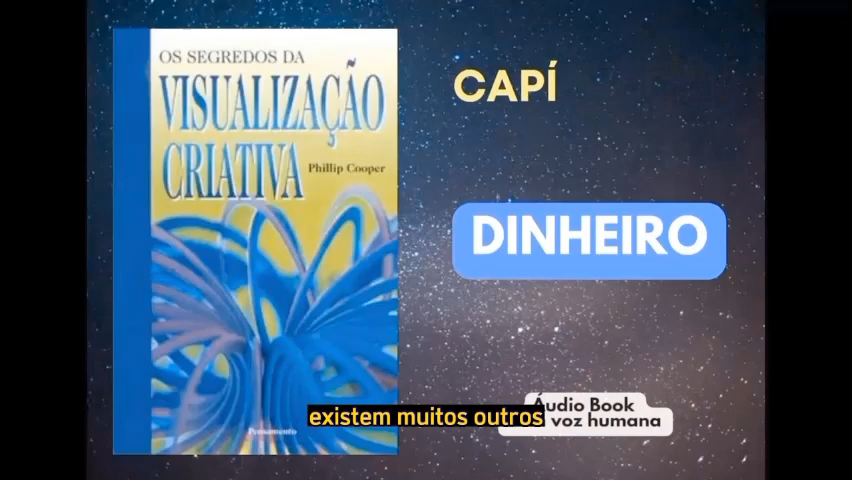 OS SEGREDOS DA
VISUALIZAÇÃO
CRIATIVA
Phillip Cooper
Pensamento
CAPÍ
DINHEIRO
Áudio Book
voz humana
existem muitos outros